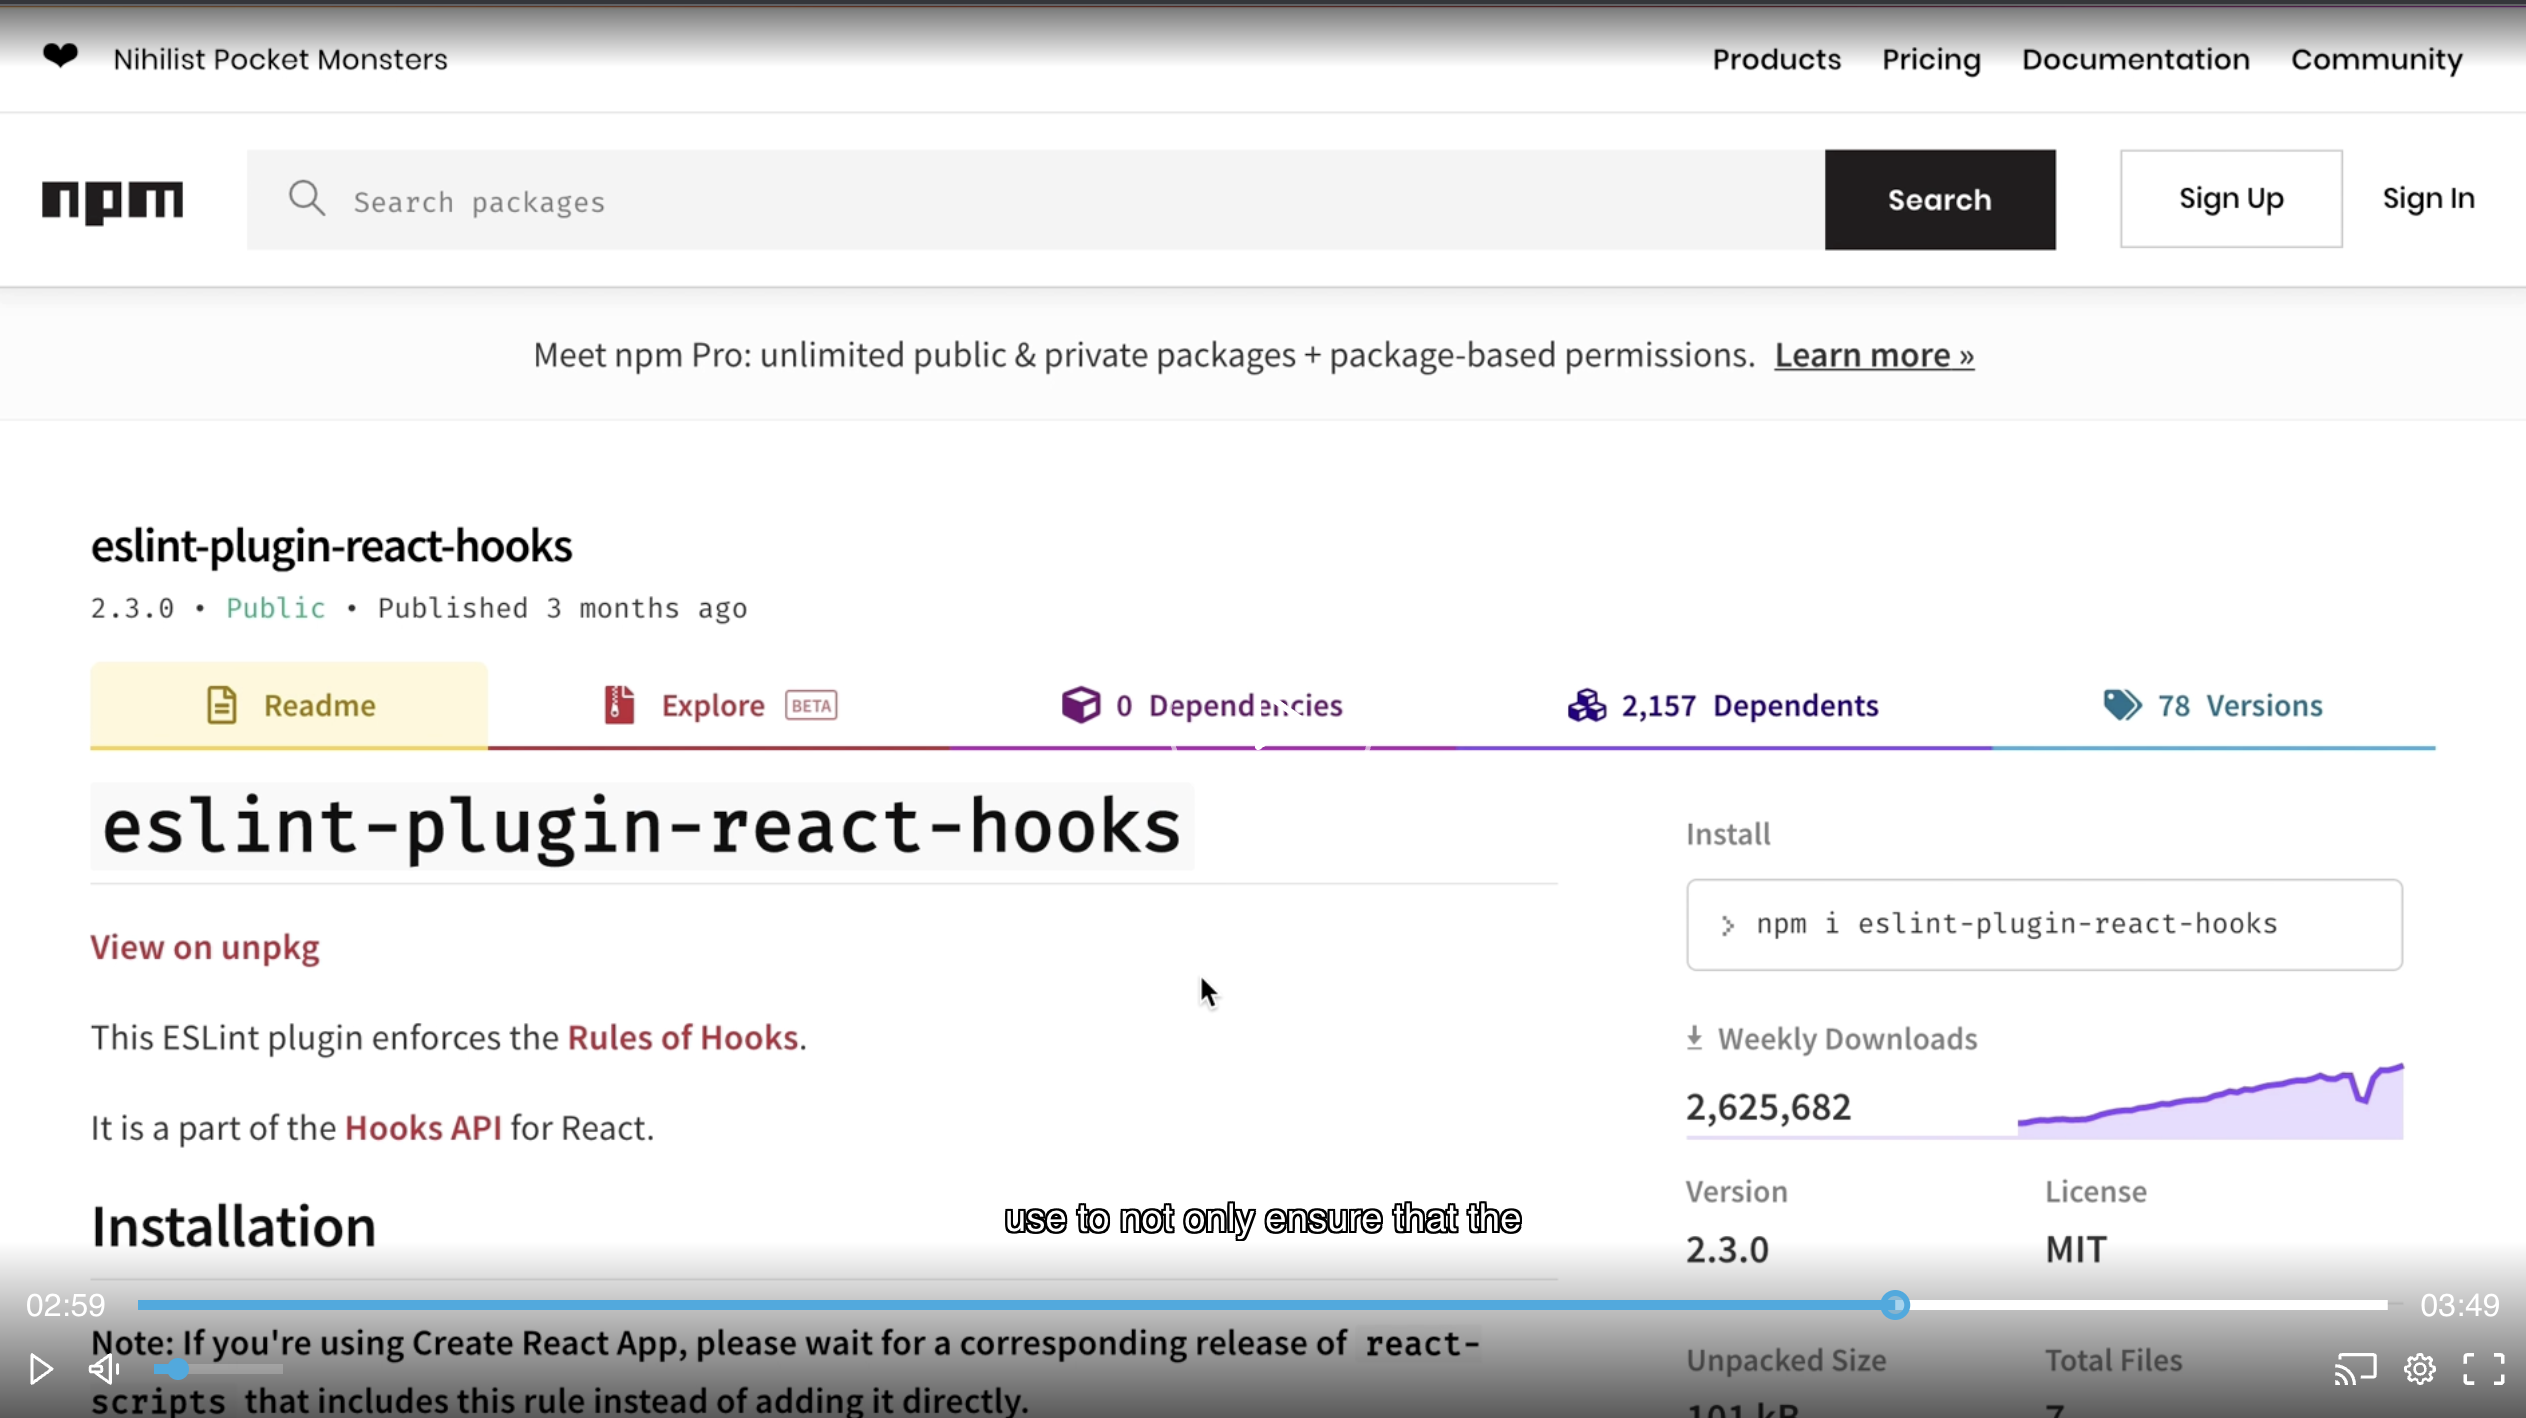 Nihilist Pocket Monsters
Products Pricing Documentation Community
npm
Search packages
Search
Sign Up
Sign In
Meet npm Pro: unlimited public & private packages + package-based permissions. Learn more »
eslint-plugin-react-hooks
2.3.0 • Public • Published 3 months ago
Readme
Explore BETA
0 Dependencies
2,157 Dependents
78 Versions
eslint-plugin-react-hooks
View on unpkg
This ESLint plugin enforces the Rules of Hooks.
It is a part of the Hooks API for React.
Installation
Note: If you're using Create React App, please wait for a corresponding release of react-
scripts that includes this rule instead of adding it directly.
Install
> npm i eslint-plugin-react-hooks
Weekly Downloads
2,625,682
Version
2.3.0
License
MIT
Unpacked Size
101 kB
Total Files
7
use to not only ensure that the
02:59
03:49